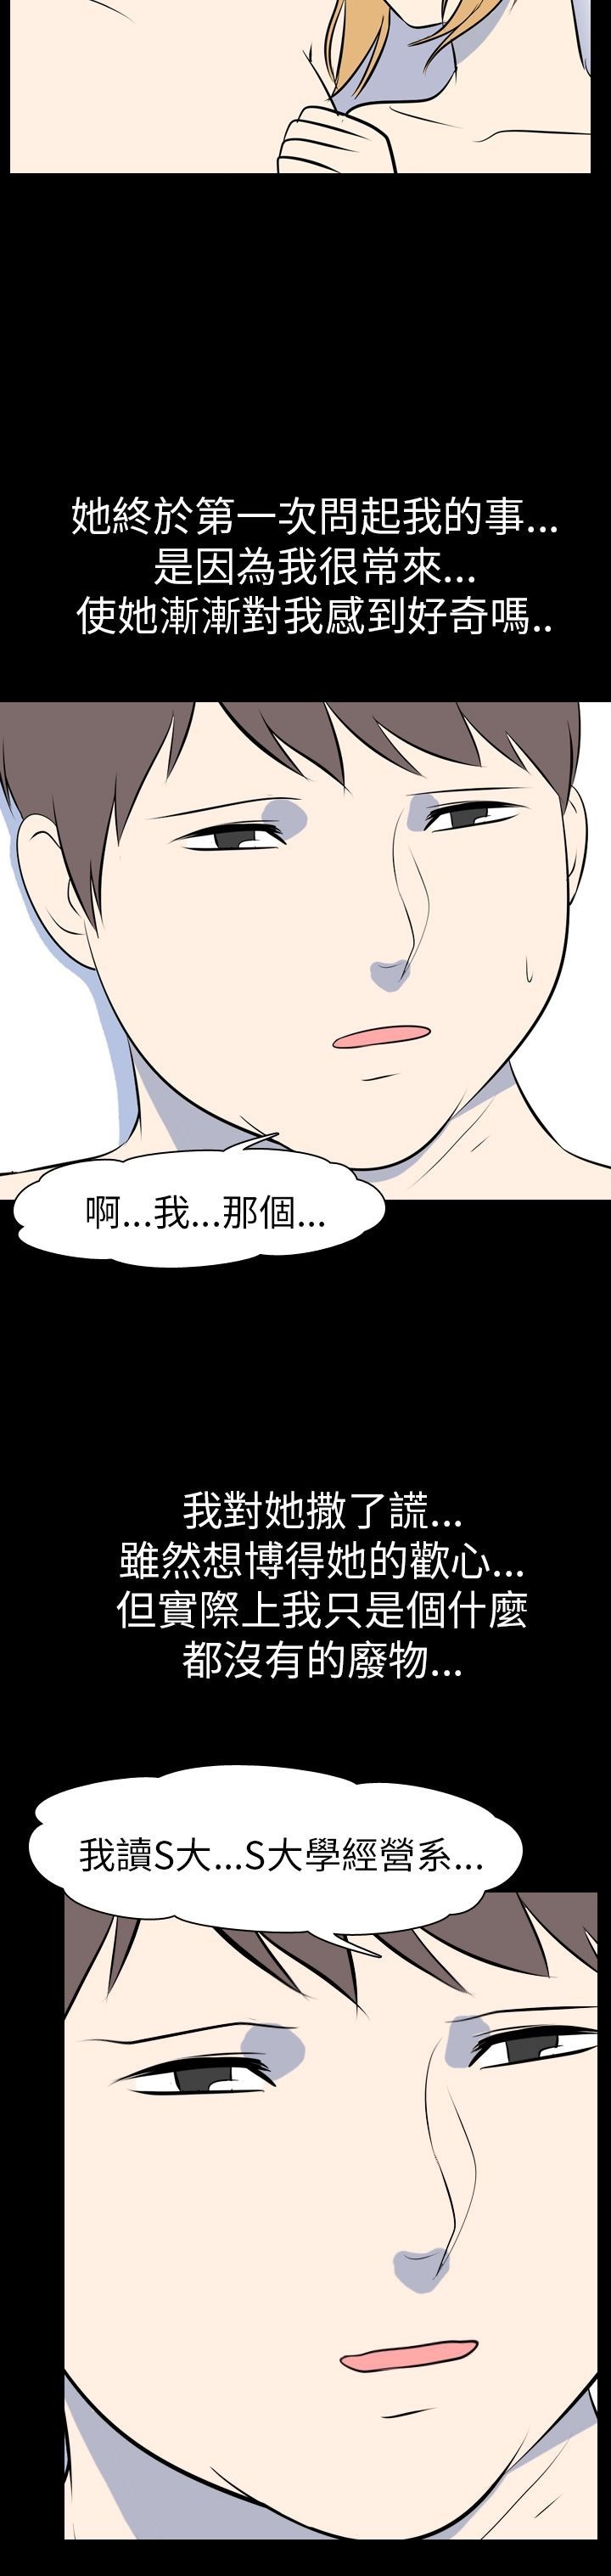 她終於第一次問起我的事...
是因為我很常來...
使她漸漸對我感到好奇嗎..
啊...我...那個...
我對她撒了謊...
雖然想博得她的歡心...
但實際上我只是個什麼
都沒有的廢物...
我讀S大...S大學經營系...